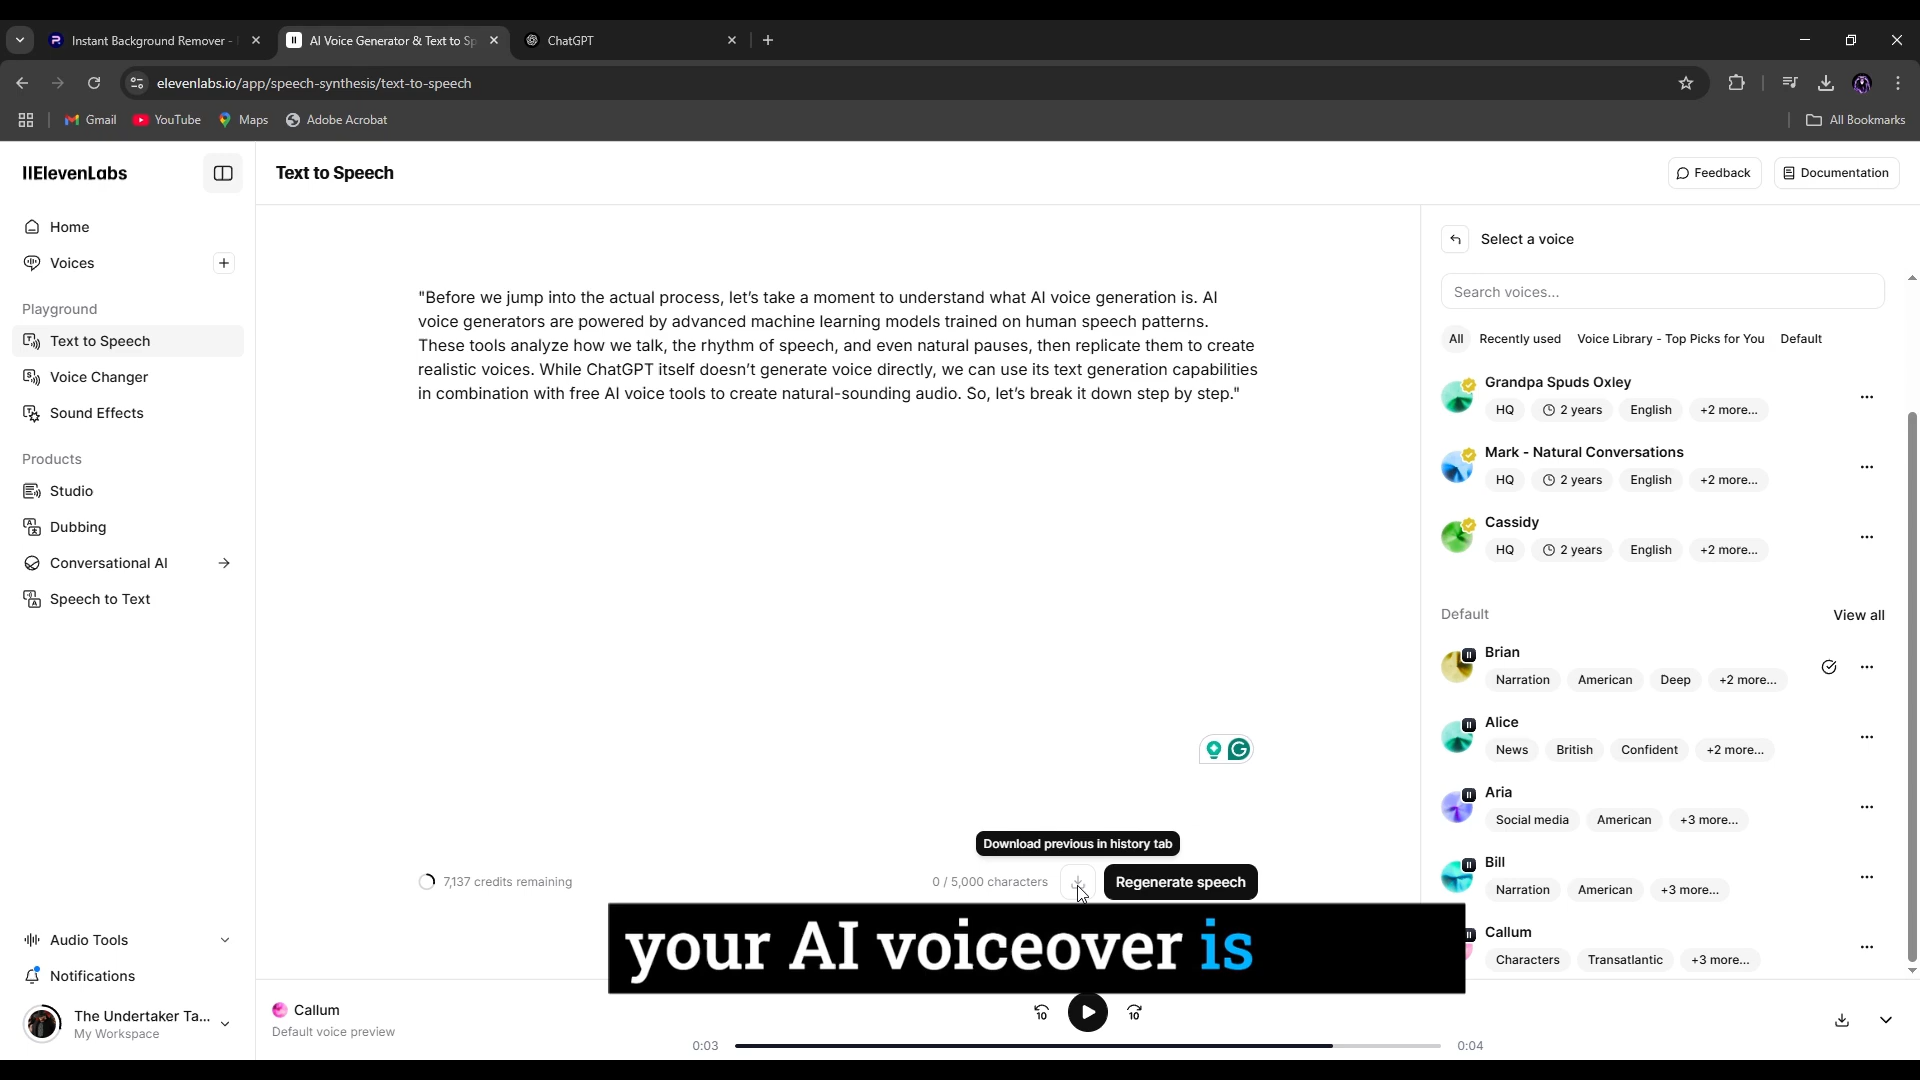 Instant Background Remover -
AI Voice Generator & Text to Sp
ChatGPT
elevenlabs.io/app/speech-synthesis/text-to-speech
Gmail
YouTube
Maps
Adobe Acrobat
All Bookmarks
IIElevenLabs
Text to Speech
Feedback
Documentation
Home
Voices
Playground
Text to Speech
Voice Changer
Sound Effects
Products
Studio
Dubbing
Conversational AI
Speech to Text
Audio Tools
Notifications
The Undertaker Ta...
My Workspace
"Before we jump into the actual process, let's take a moment to understand what AI voice generation is. AI
voice generators are powered by advanced machine learning models trained on human speech patterns.
These tools analyze how we talk, the rhythm of speech, and even natural pauses, then replicate them to create
realistic voices. While ChatGPT itself doesn't generate voice directly, we can use its text generation capabilities
in combination with free AI voice tools to create natural-sounding audio. So, let's break it down step by step."
Download previous in history tab
7,137 credits remaining
0 / 5,000 characters
Regenerate speech
your AI voiceover is
Select a voice
Search voices...
All Recently used Voice Library - Top Picks for You Default
Grandpa Spuds Oxley
HQ 2 years English +2 more...
Mark - Natural Conversations
HQ 2 years English +2 more...
Cassidy
HQ 2 years English +2 more...
Default View all
Brian
Narration American Deep +2 more...
Alice
News British Confident +2 more...
Aria
Social media American +3 more...
Bill
Narration American +3 more...
Callum
Characters Transatlantic +3 more...
Callum
Default voice preview
10 10
0:03 0:04